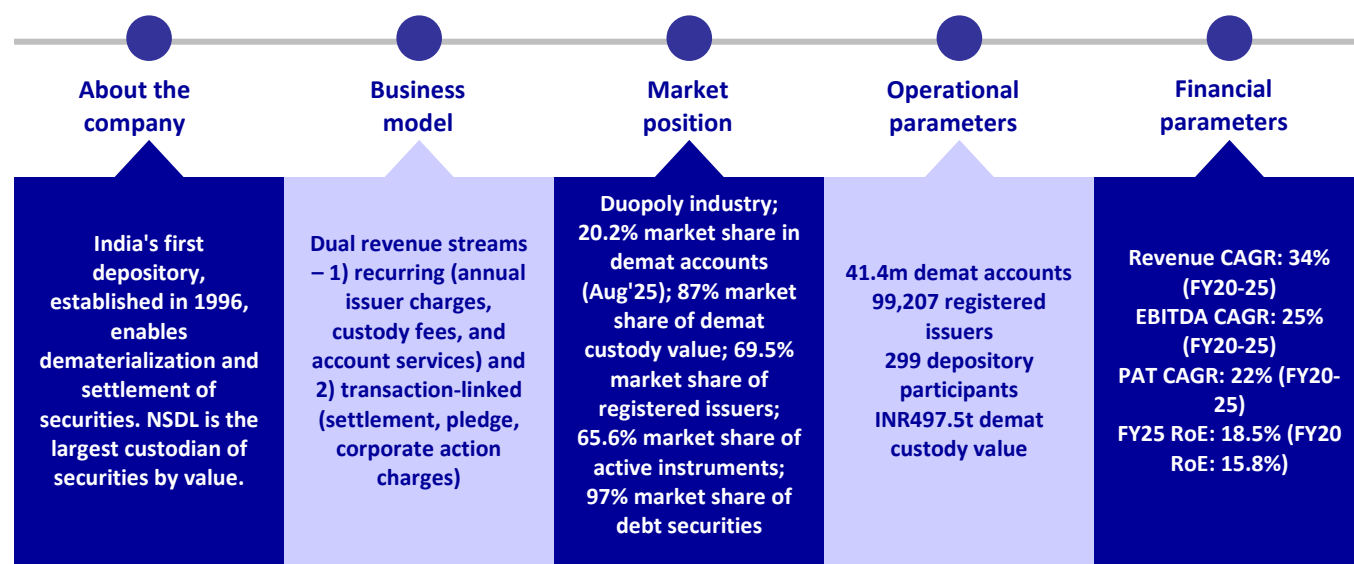 About the
company
Business
model
Market
position
Operational
parameters
Financial
parameters
India's first
depository,
established in 1996,
enables
dematerialization and
settlement of
securities. NSDL is the
largest custodian of
securities by value.
Dual revenue streams
– 1) recurring (annual
issuer charges,
custody fees, and
account services) and
2) transaction-linked
(settlement, pledge,
corporate action
charges)
Duopoly industry;
20.2% market share in
demat accounts
(Aug'25); 87% market
share of demat
custody value; 69.5%
market share of
registered issuers;
65.6% market share of
active instruments;
97% market share of
debt securities
41.4m demat accounts
99,207 registered
issuers
299 depository
participants
INR497.5t demat
custody value
Revenue CAGR: 34%
(FY20-25)
EBITDA CAGR: 25%
(FY20-25)
PAT CAGR: 22% (FY20-
25)
FY25 RoE: 18.5% (FY20
RoE: 15.8%)